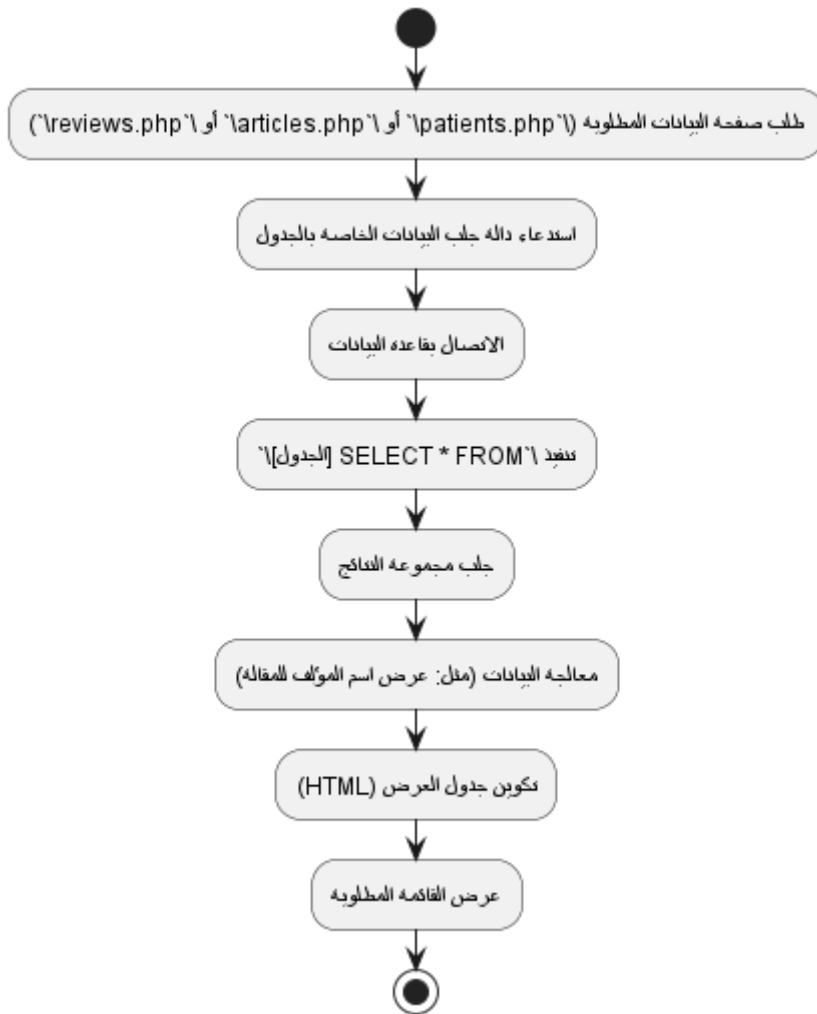 طلب صفحة البيانات المطلوبة (\`patients.php\` أو \`articles.php\` أو \`reviews.php\`)
استدعاء دالة جلب البيانات الخاصة بالجدول
الاتصال بقاعدة البيانات
تنفيذ \`SELECT * FROM [الجدول]\`
جلب مجموعة النتائج
معالجة البيانات (مثل: عرض اسم المؤلف للمقالة)
تكوين جدول العرض (HTML)
عرض القائمة المطلوبة